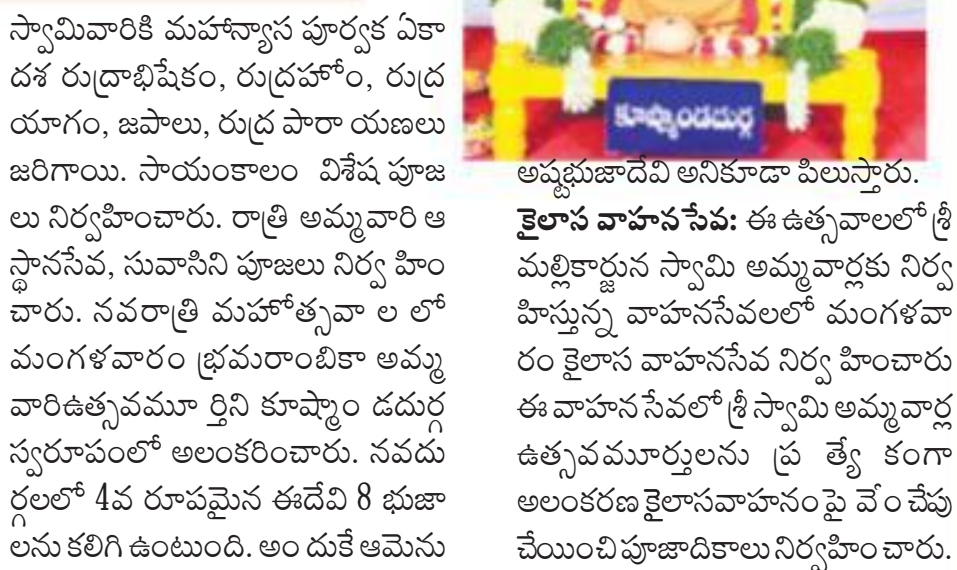 స్వామివారికి మహాన్యాస పూర్వక ఏకా
దశ రుద్రాభిషేకం, రుద్రహోం, రుద్ర
యాగం, జపాలు, రుద్ర పారా యణలు
జరిగాయి. సాయంకాలం విశేష పూజ
లు నిర్వహించారు. రాత్రి అమ్మవారి ఆ
స్థానసేవ, సువాసిని పూజలు నిర్వ హిం
చారు. నవరాత్రి మహోత్సవా ల లో
మంగళవారం భ్రమరాంబికా అమ్మ
వారిఉత్సవమూ ర్తిని కూష్మాం డదుర్గ
స్వరూపంలో అలంకరించారు. నవదు
ర్గలలో 4వ రూపమైన ఈదేవి 8 భుజా
లను కలిగి ఉంటుంది. అం దుకే ఆమెను
కూష్మాండదుర్గ
అష్టభుజాదేవి అనికూడా పిలుస్తారు.
కైలాస వాహనసేవ: ఈ ఉత్సవాలలో శ్రీ
మల్లికార్జున స్వామి అమ్మవార్లకు నిర్వ
హిస్తున్న వాహనసేవలలో మంగళవా
రం కైలాస వాహనసేవ నిర్వ హించారు
ఈ వాహనసేవలో శ్రీ స్వామి అమ్మవార్ల
ఉత్సవమూర్తులను ప్ర త్యే కంగా
అలంకరణ కైలాసవాహనం పై వేం చేపు
చేయించి పూజాదికాలు నిర్వహిం చారు.